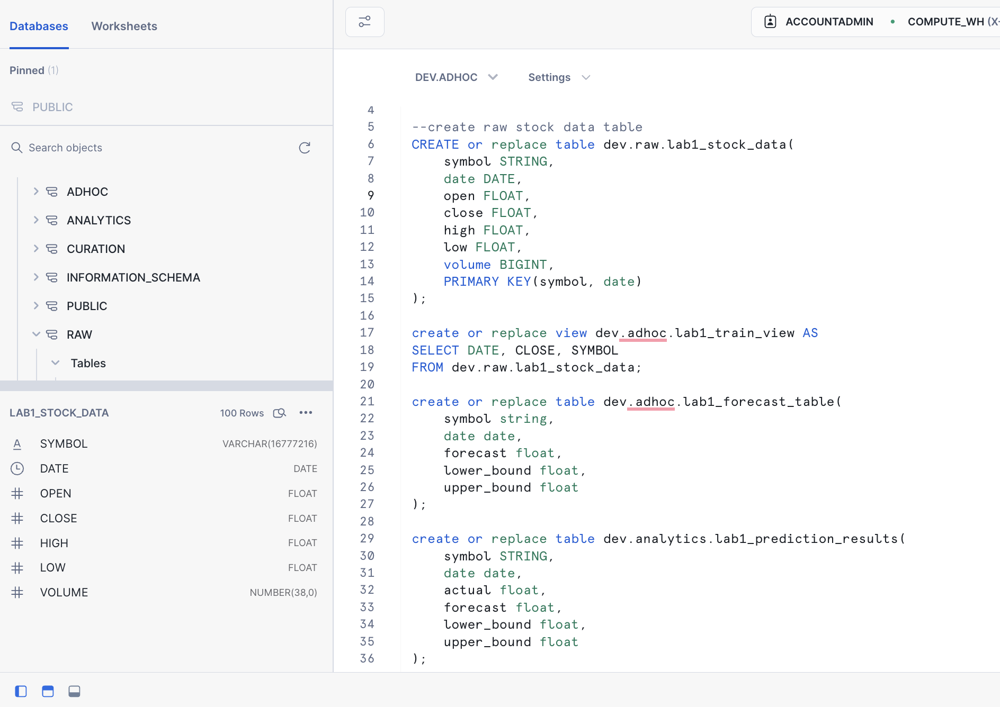 Databases Worksheets
Pinned (1)
PUBLIC
Search objects
ADHOC
ANALYTICS
CURATION
INFORMATION_SCHEMA
PUBLIC
RAW
Tables
LAB1_STOCK_DATA 100 Rows
SYMBOL VARCHAR(16777216)
DATE DATE
OPEN FLOAT
CLOSE FLOAT
HIGH FLOAT
LOW FLOAT
VOLUME NUMBER(38,0)
ACCOUNTADMIN • COMPUTE_WH (X-
DEV.ADHOC Settings
4
5 --create raw stock data table
6 CREATE or replace table dev.raw.lab1_stock_data(
7 symbol STRING,
8 date DATE,
9 open FLOAT,
10 close FLOAT,
11 high FLOAT,
12 low FLOAT,
13 volume BIGINT,
14 PRIMARY KEY(symbol, date)
15 );
16
17 create or replace view dev.adhoc.lab1_train_view AS
18 SELECT DATE, CLOSE, SYMBOL
19 FROM dev.raw.lab1_stock_data;
20
21 create or replace table dev.adhoc.lab1_forecast_table(
22 symbol string,
23 date date,
24 forecast float,
25 lower_bound float,
26 upper_bound float
27 );
28
29 create or replace table dev.analytics.lab1_prediction_results(
30 symbol STRING,
31 date date,
32 actual float,
33 forecast float,
34 lower_bound float,
35 upper_bound float
36 );